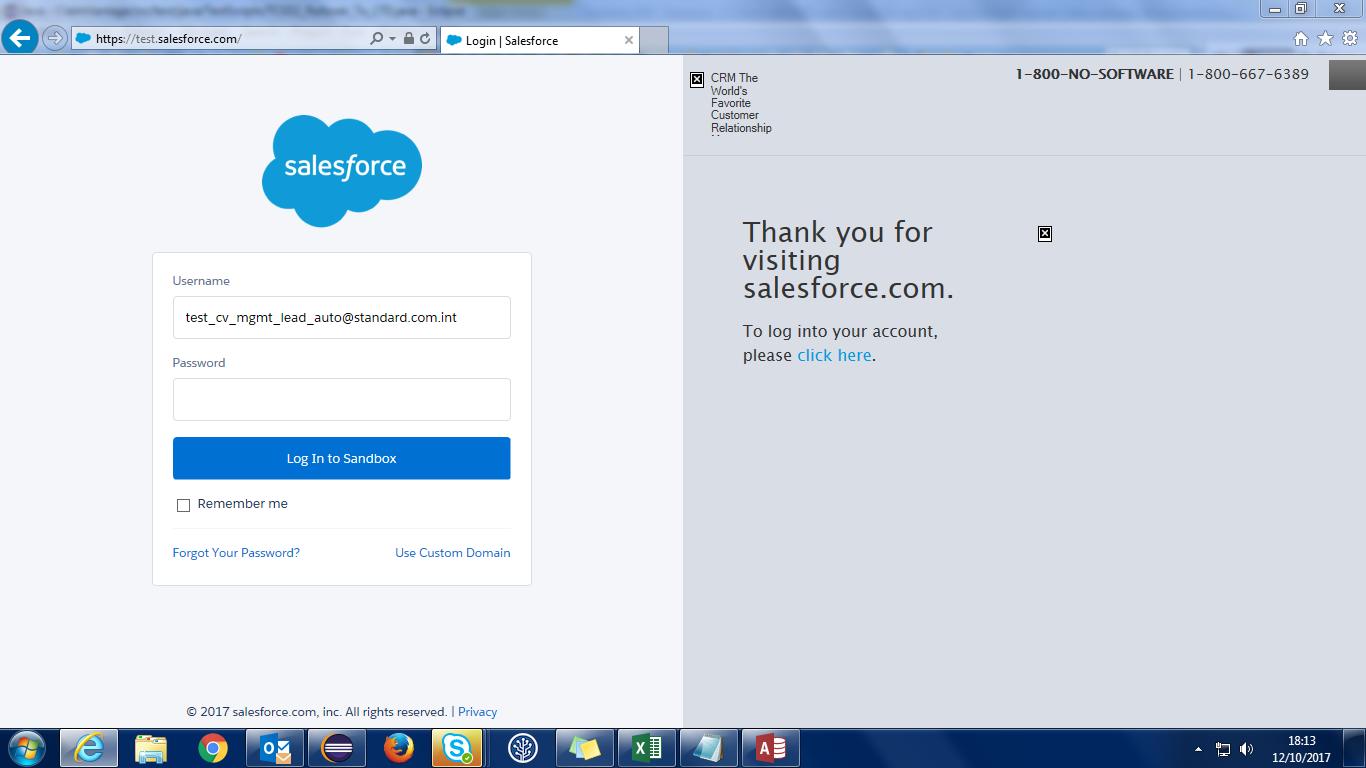 https://test.salesforce.com/
Login | Salesforce
salesforce
Username
test_cv_mgmt_lead_auto@standard.com.int
Password
Log In to Sandbox
Remember me
Forgot Your Password?
Use Custom Domain
© 2017 salesforce.com, inc. All rights reserved. | Privacy
CRM The
World's
Favorite
Customer
Relationship
1-800-NO-SOFTWARE | 1-800-667-6389
Thank you for
visiting
salesforce.com.
To log into your account,
please click here.
18:13
12/10/2017